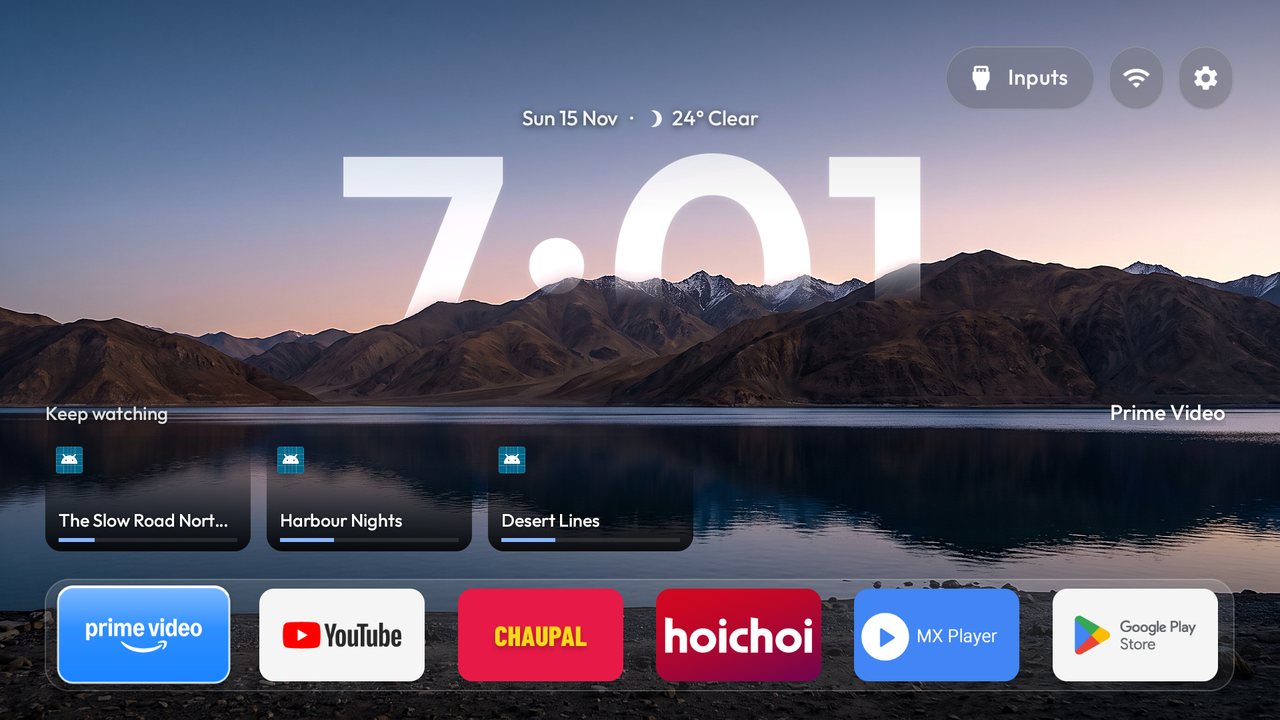 Inputs
Sun 15 Nov · 24° Clear
7:01
Keep watching
Prime Video
The Slow Road Nort...
Harbour Nights
Desert Lines
prime video
YouTube
CHAUPAL
hoichoi
MX Player
Google Play
Store